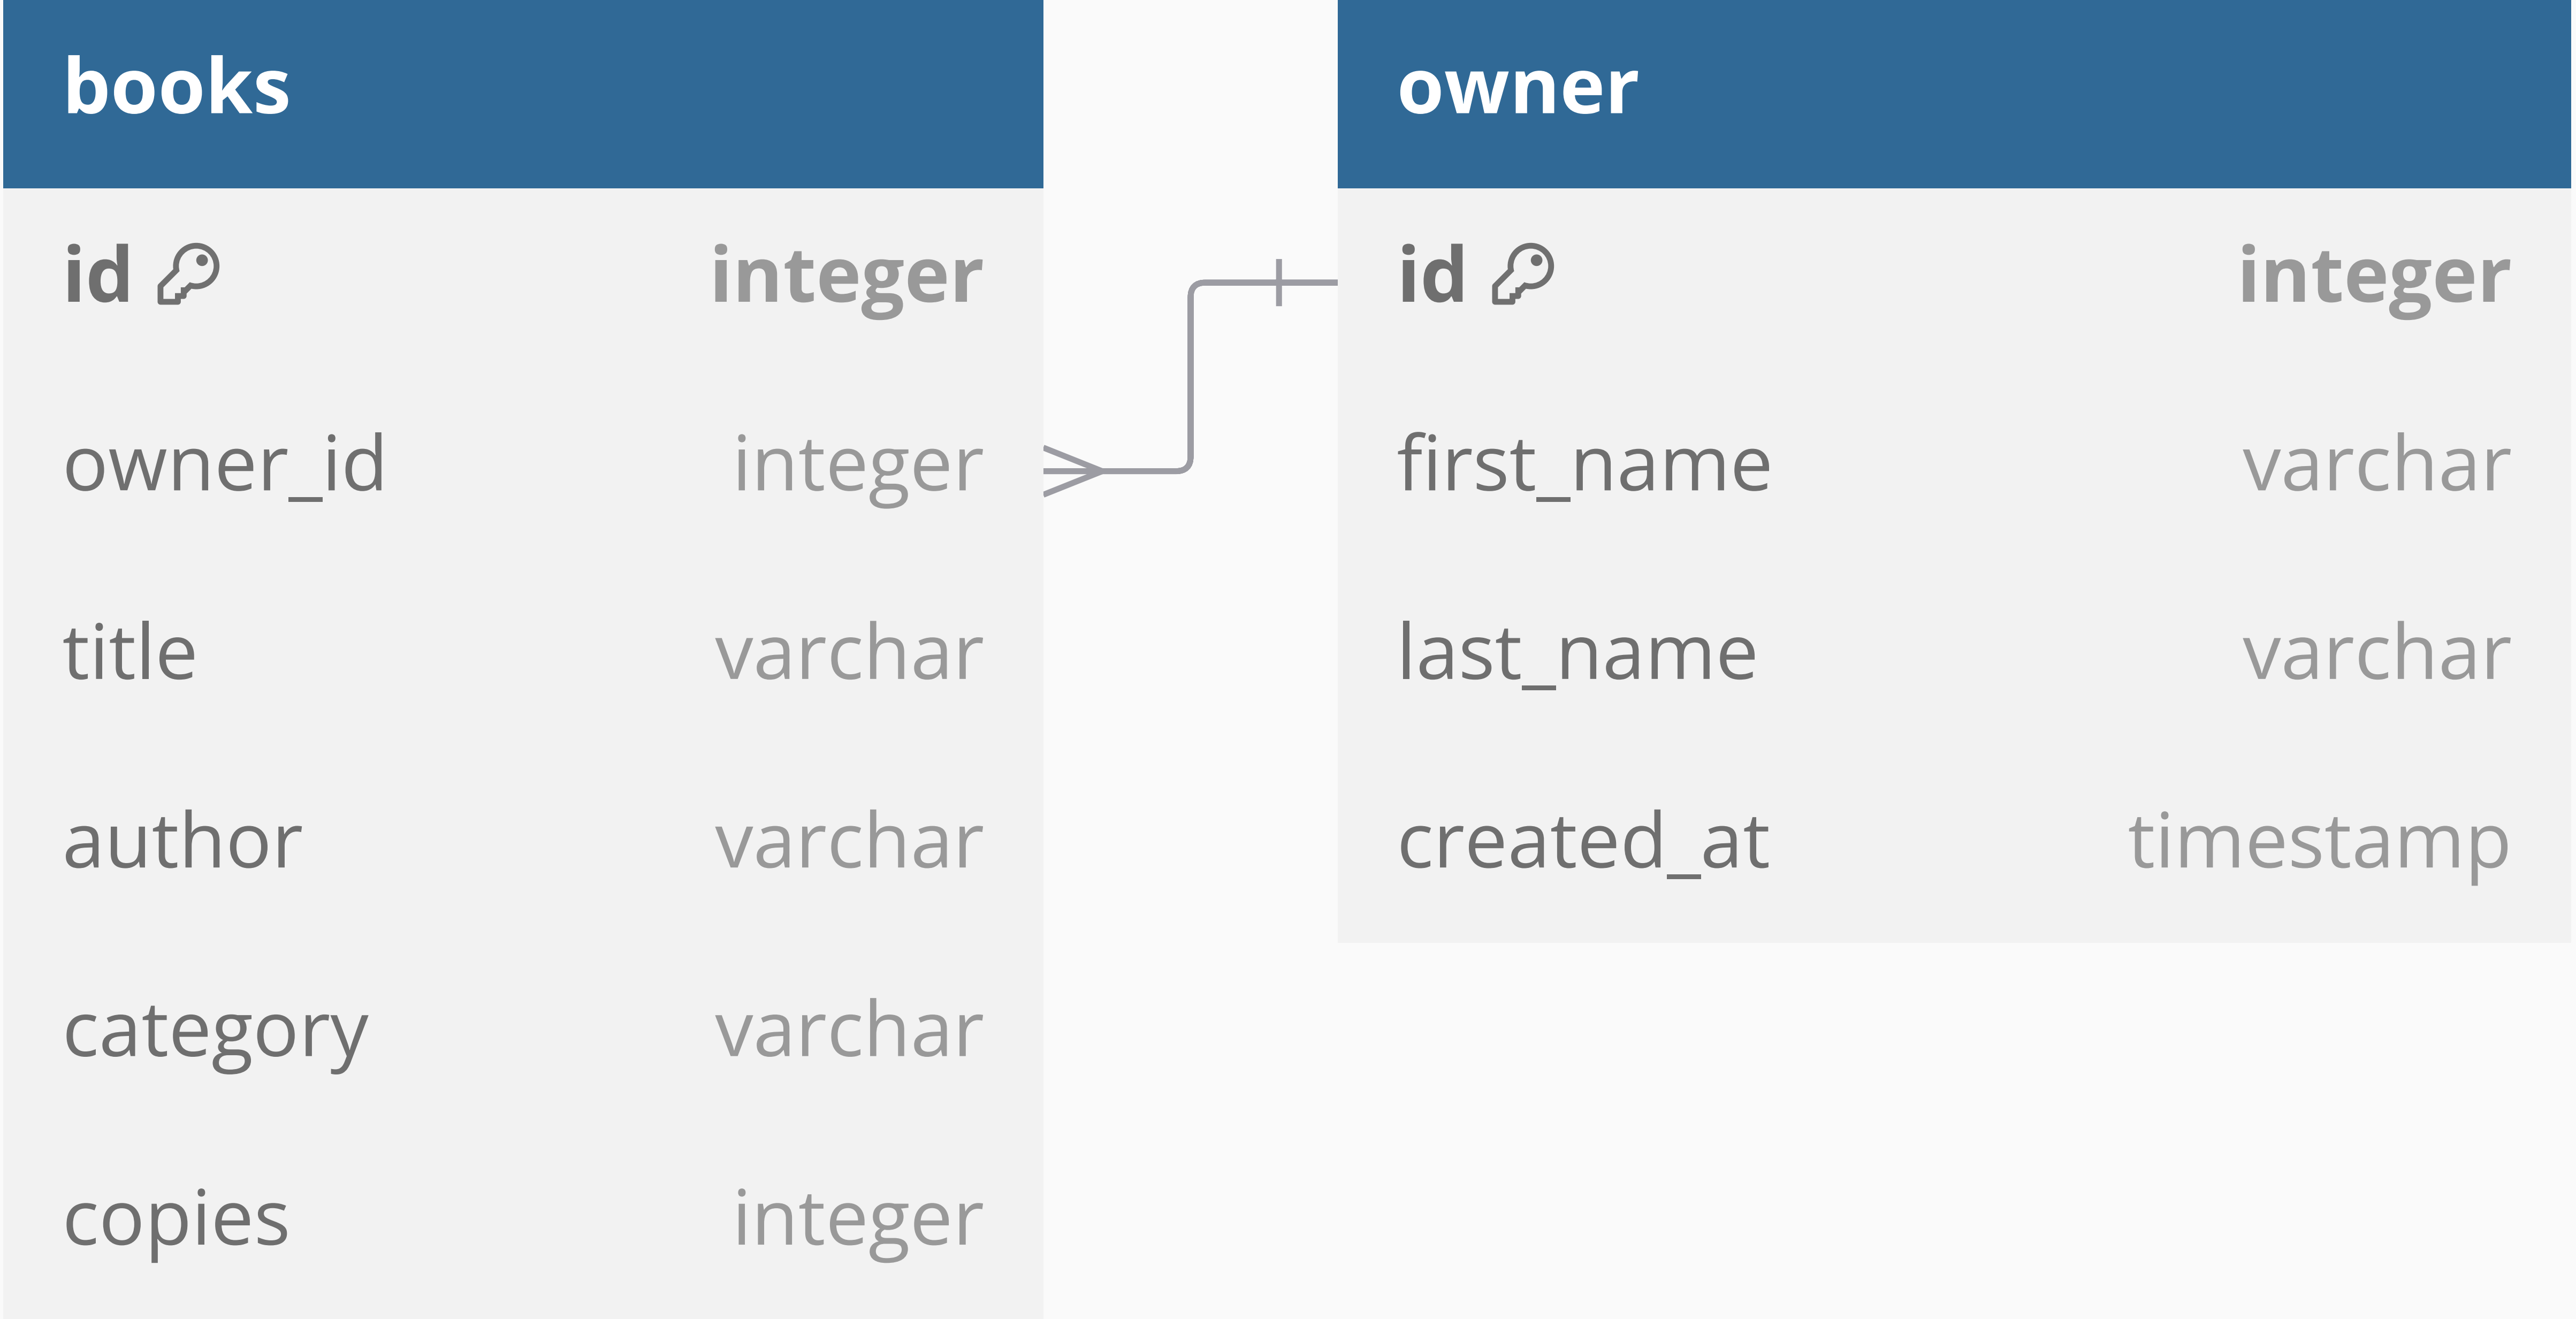 books
id integer
owner_id integer
title varchar
author varchar
category varchar
copies integer
owner
id integer
first_name varchar
last_name varchar
created_at timestamp